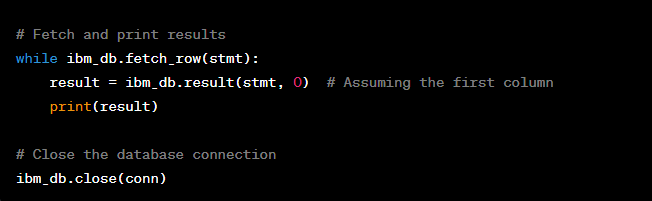 # Fetch and print results
while ibm_db.fetch_row(stmt):
    result = ibm_db.result(stmt, 0)  # Assuming the first column
    print(result)

# Close the database connection
ibm_db.close(conn)